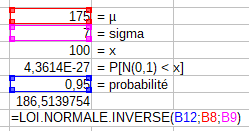 175 = µ
7 = sigma
100 = x
4,3614E-27 = P[N(0,1) < x]
0,95 = probabilité
186,5139754
=LOI.NORMALE.INVERSE(B12;B8;B9)